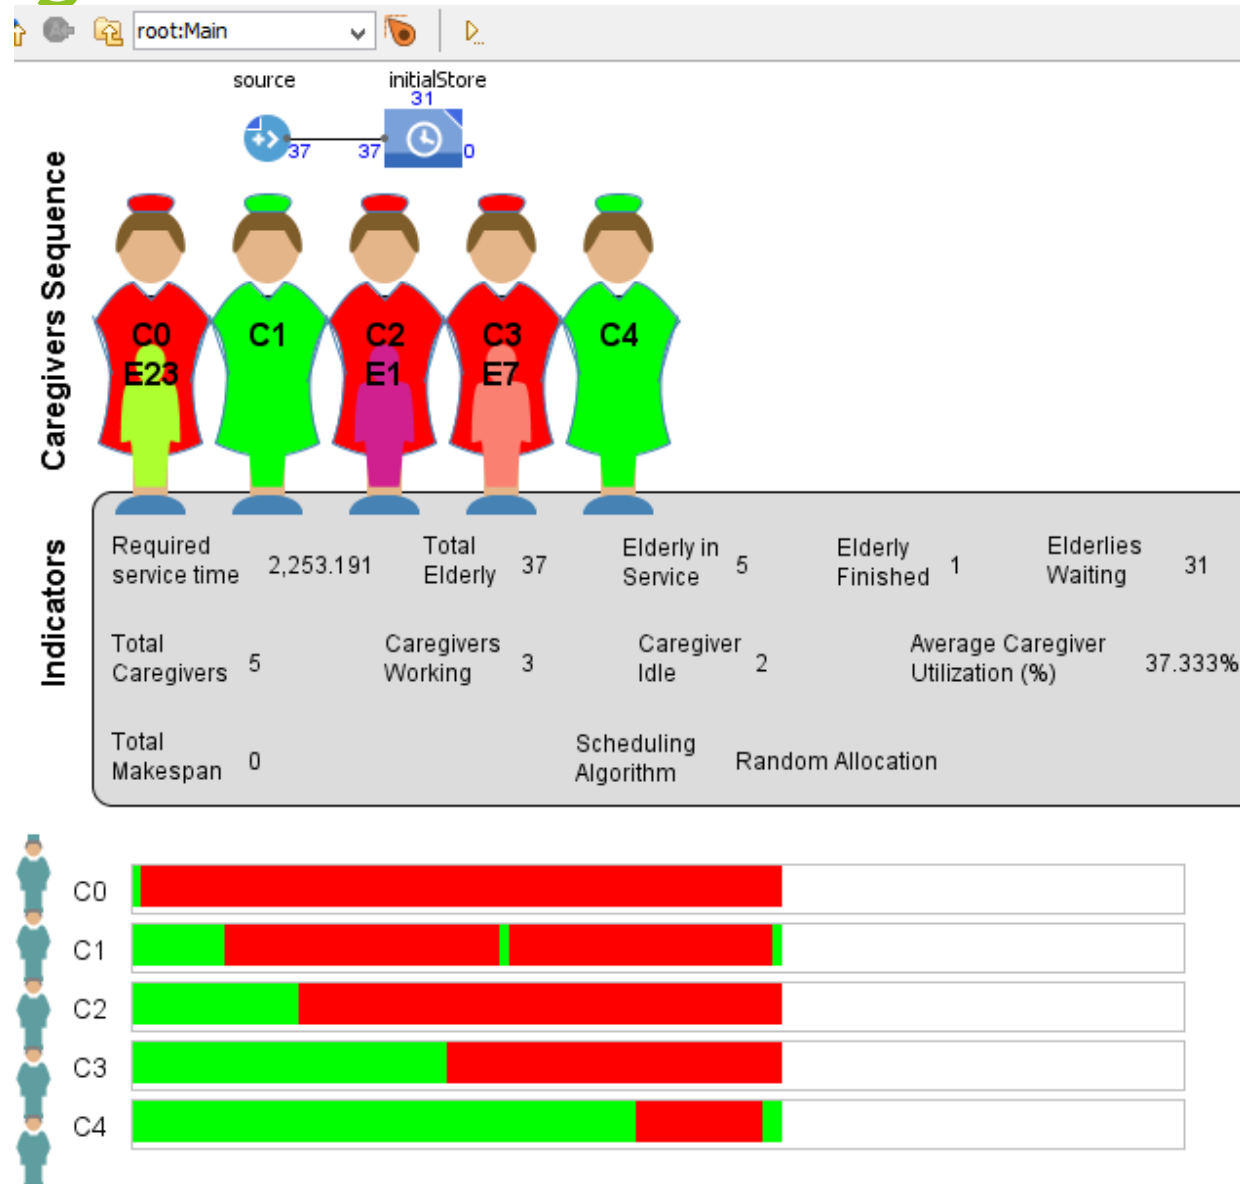 root:Main
source initialStore
31
37 37 0
Caregivers Sequence
C0 C1 C2 C3 C4
E23 E1 E7
Indicators
Required service time 2,253.191 Total Elderly 37 Elderly in Service 5 Elderly Finished 1 Elderlies Waiting 31
Total Caregivers 5 Caregivers Working 3 Caregiver Idle 2 Average Caregiver Utilization (%) 37.333%
Total Makespan 0 Scheduling Algorithm Random Allocation
C0
C1
C2
C3
C4